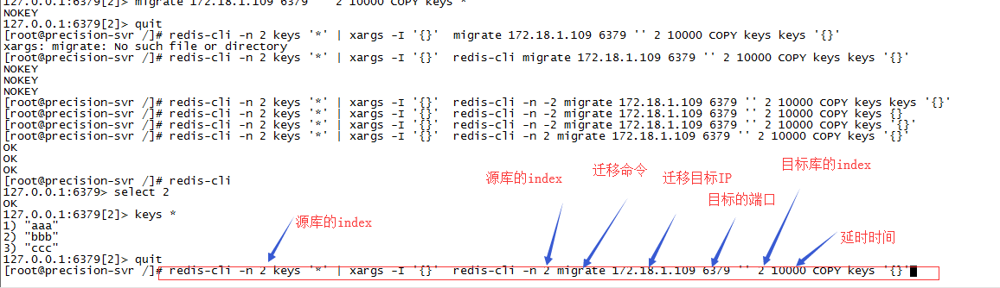 127.0.0.1:6379[2]> migrate 172.18.1.109 6379 '' 2 10000 COPY keys *
NOKEY
127.0.0.1:6379[2]> quit
[root@precision-svr /]# redis-cli -n 2 keys '*' | xargs -I '{}'  migrate 172.18.1.109 6379 '' 2 10000 COPY keys keys '{}'
xargs: migrate: No such file or directory
[root@precision-svr /]# redis-cli -n 2 keys '*' | xargs -I '{}'  redis-cli migrate 172.18.1.109 6379 '' 2 10000 COPY keys keys '{}'
NOKEY
NOKEY
NOKEY
[root@precision-svr /]# redis-cli -n 2 keys '*' | xargs -I '{}'  redis-cli -n -2 migrate 172.18.1.109 6379 '' 2 10000 COPY keys keys '{}'
[root@precision-svr /]# redis-cli -n 2 keys '*' | xargs -I '{}'  redis-cli -n -2 migrate 172.18.1.109 6379 '' 2 10000 COPY keys {}
[root@precision-svr /]# redis-cli -n 2 keys '*' | xargs -I '{}'  redis-cli -n -2 migrate 172.18.1.109 6379 '' 2 10000 COPY keys '{}'
[root@precision-svr /]# redis-cli -n 2 keys '*' | xargs -I '{}'  redis-cli -n 2 migrate 172.18.1.109 6379 '' 2 10000 COPY keys '{}'
OK
OK
OK
[root@precision-svr /]# redis-cli
127.0.0.1:6379> select 2
OK
127.0.0.1:6379[2]> keys *
1) "aaa"
2) "bbb"
3) "ccc"
127.0.0.1:6379[2]> quit
[root@precision-svr /]# redis-cli -n 2 keys '*' | xargs -I '{}'  redis-cli -n 2 migrate 172.18.1.109 6379 '' 2 10000 COPY keys '{}'
源库的index
源库的index
迁移命令
迁移目标IP
目标的端口
目标库的index
延时时间